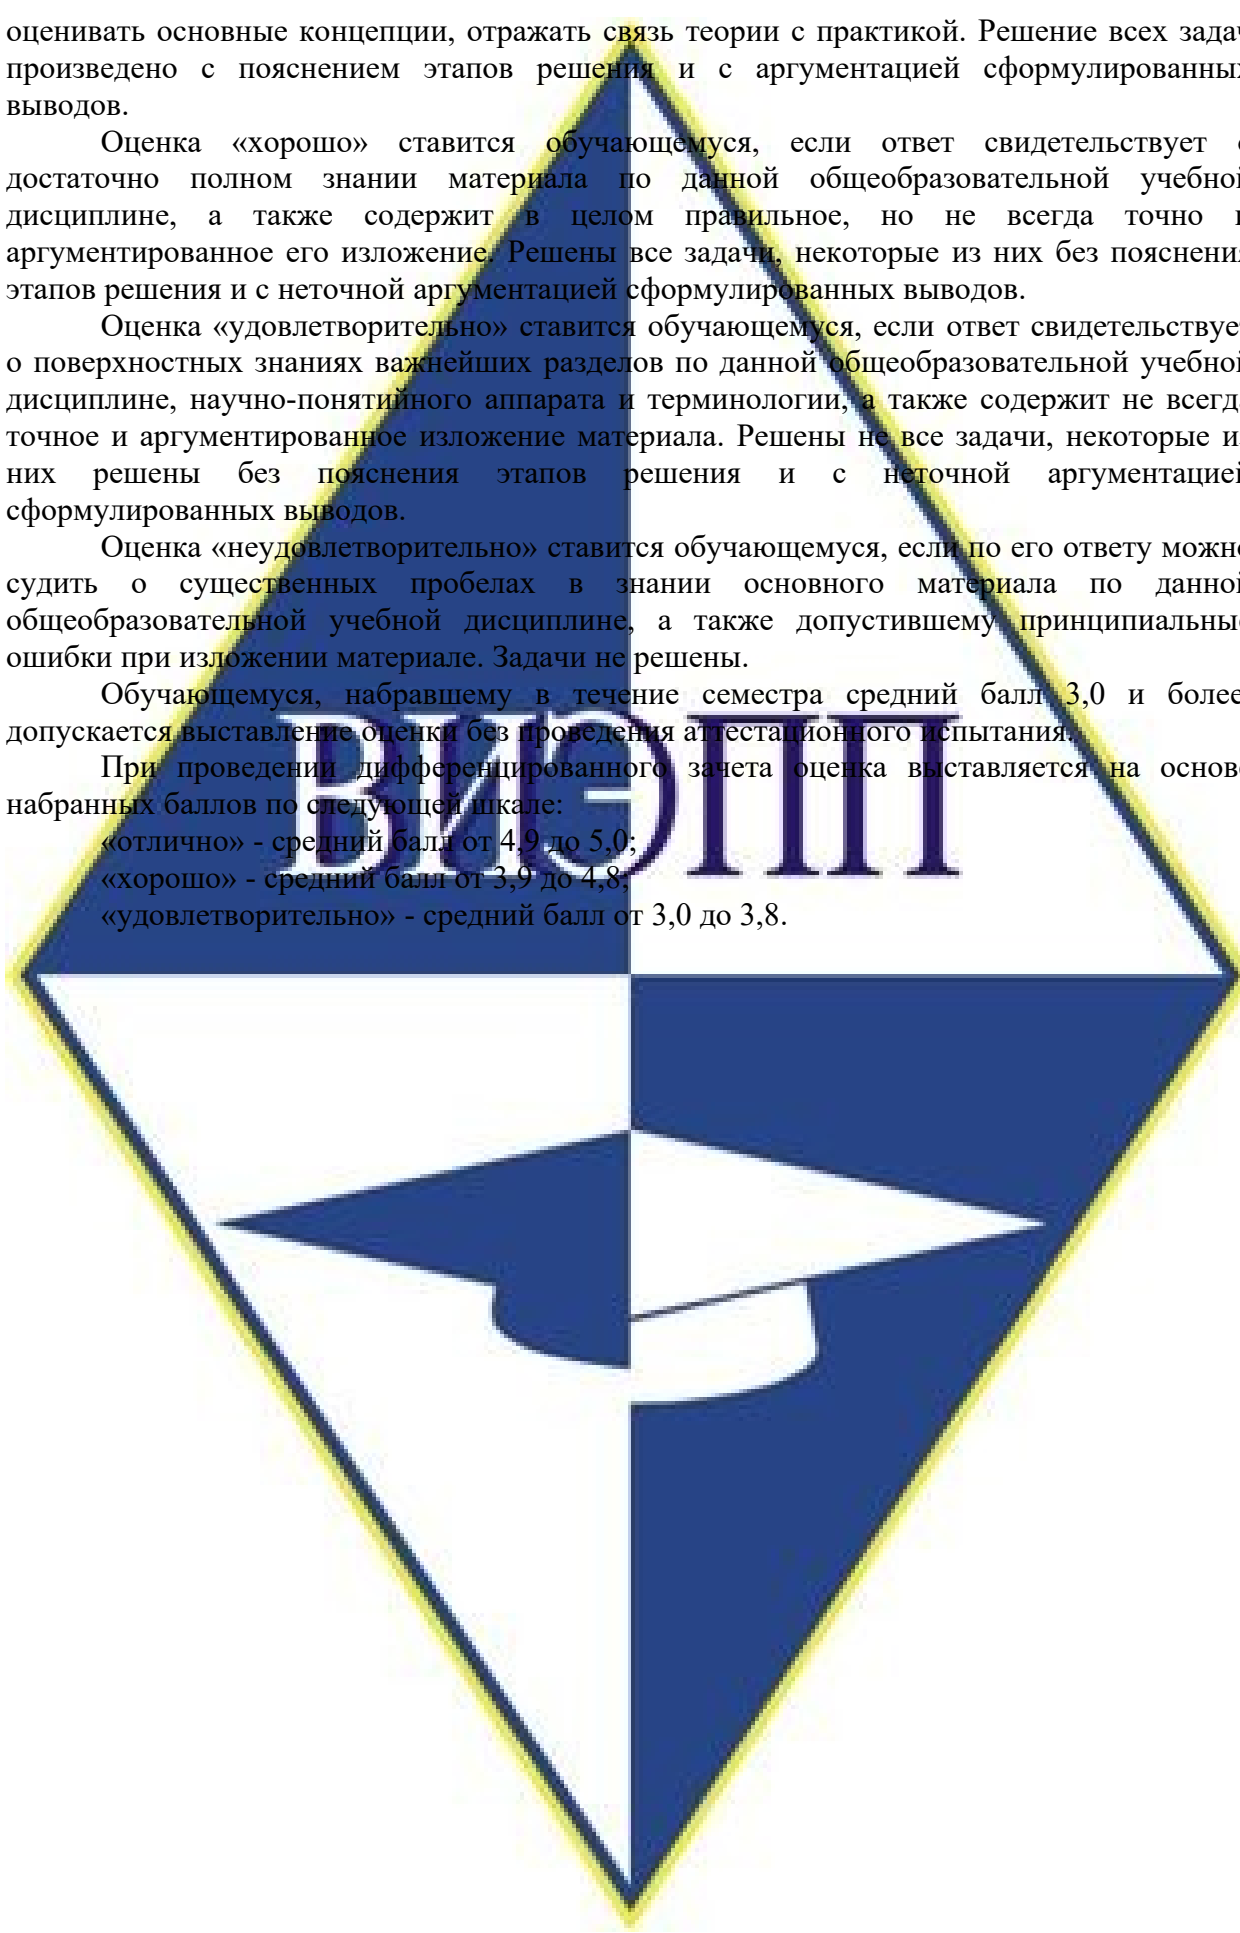 оценивать основные концепции, отражать связь теории с практикой. Решение всех задач
произведено с пояснением этапов решения и с аргументацией сформулированных
выводов.
Оценка «хорошо» ставится обучающемуся, если ответ свидетельствует о
достаточно полном знании материала по данной общеобразовательной учебной
дисциплине, а также содержит в целом правильное, но не всегда точно и
аргументированное его изложение. Решены все задачи, некоторые из них без пояснения
этапов решения и с неточной аргументацией сформулированных выводов.
Оценка «удовлетворительно» ставится обучающемуся, если ответ свидетельствует
о поверхностных знаниях важнейших разделов по данной общеобразовательной учебной
дисциплине, научно-понятийного аппарата и терминологии, а также содержит не всегда
точное и аргументированное изложение материала. Решены не все задачи, некоторые из
них решены без пояснения этапов решения и с неточной аргументацией
сформулированных выводов.
Оценка «неудовлетворительно» ставится обучающемуся, если по его ответу можно
судить о существенных пробелах в знании основного материала по данной
общеобразовательной учебной дисциплине, а также допустившему принципиальные
ошибки при изложении материале. Задачи не решены.
Обучающемуся, набравшему в течение семестра средний балл 3,0 и более
допускается выставление оценки без проведения аттестационного испытания.
При проведении дифференцированного зачета оценка выставляется на основе
набранных баллов по следующей шкале:
«отлично» - средний балл от 4,9 до 5,0;
«хорошо» - средний балл от 3,9 до 4,8;
«удовлетворительно» - средний балл от 3,0 до 3,8.
ВИЭПП